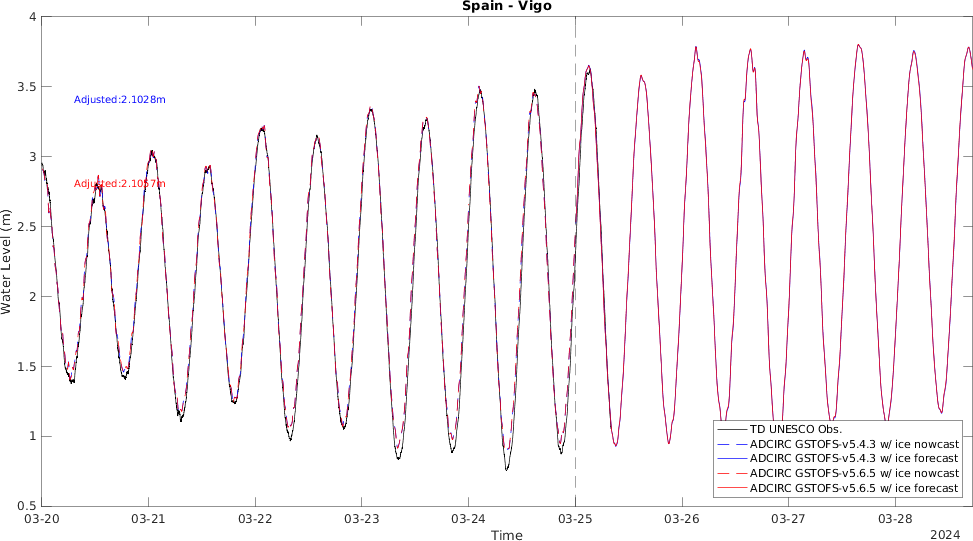 Spain - Vigo
4
3.5
3
2.5
2
1.5
1
0.5
Water Level (m)
Adjusted:2.1028m
Adjusted:2.1057m
TD UNESCO Obs.
ADCIRC GSTOFS-v5.4.3 w/ ice nowcast
ADCIRC GSTOFS-v5.4.3 w/ ice forecast
ADCIRC GSTOFS-v5.6.5 w/ ice nowcast
ADCIRC GSTOFS-v5.6.5 w/ ice forecast
03-20 03-21 03-22 03-23 03-24 03-25 03-26 03-27 03-28
Time
2024